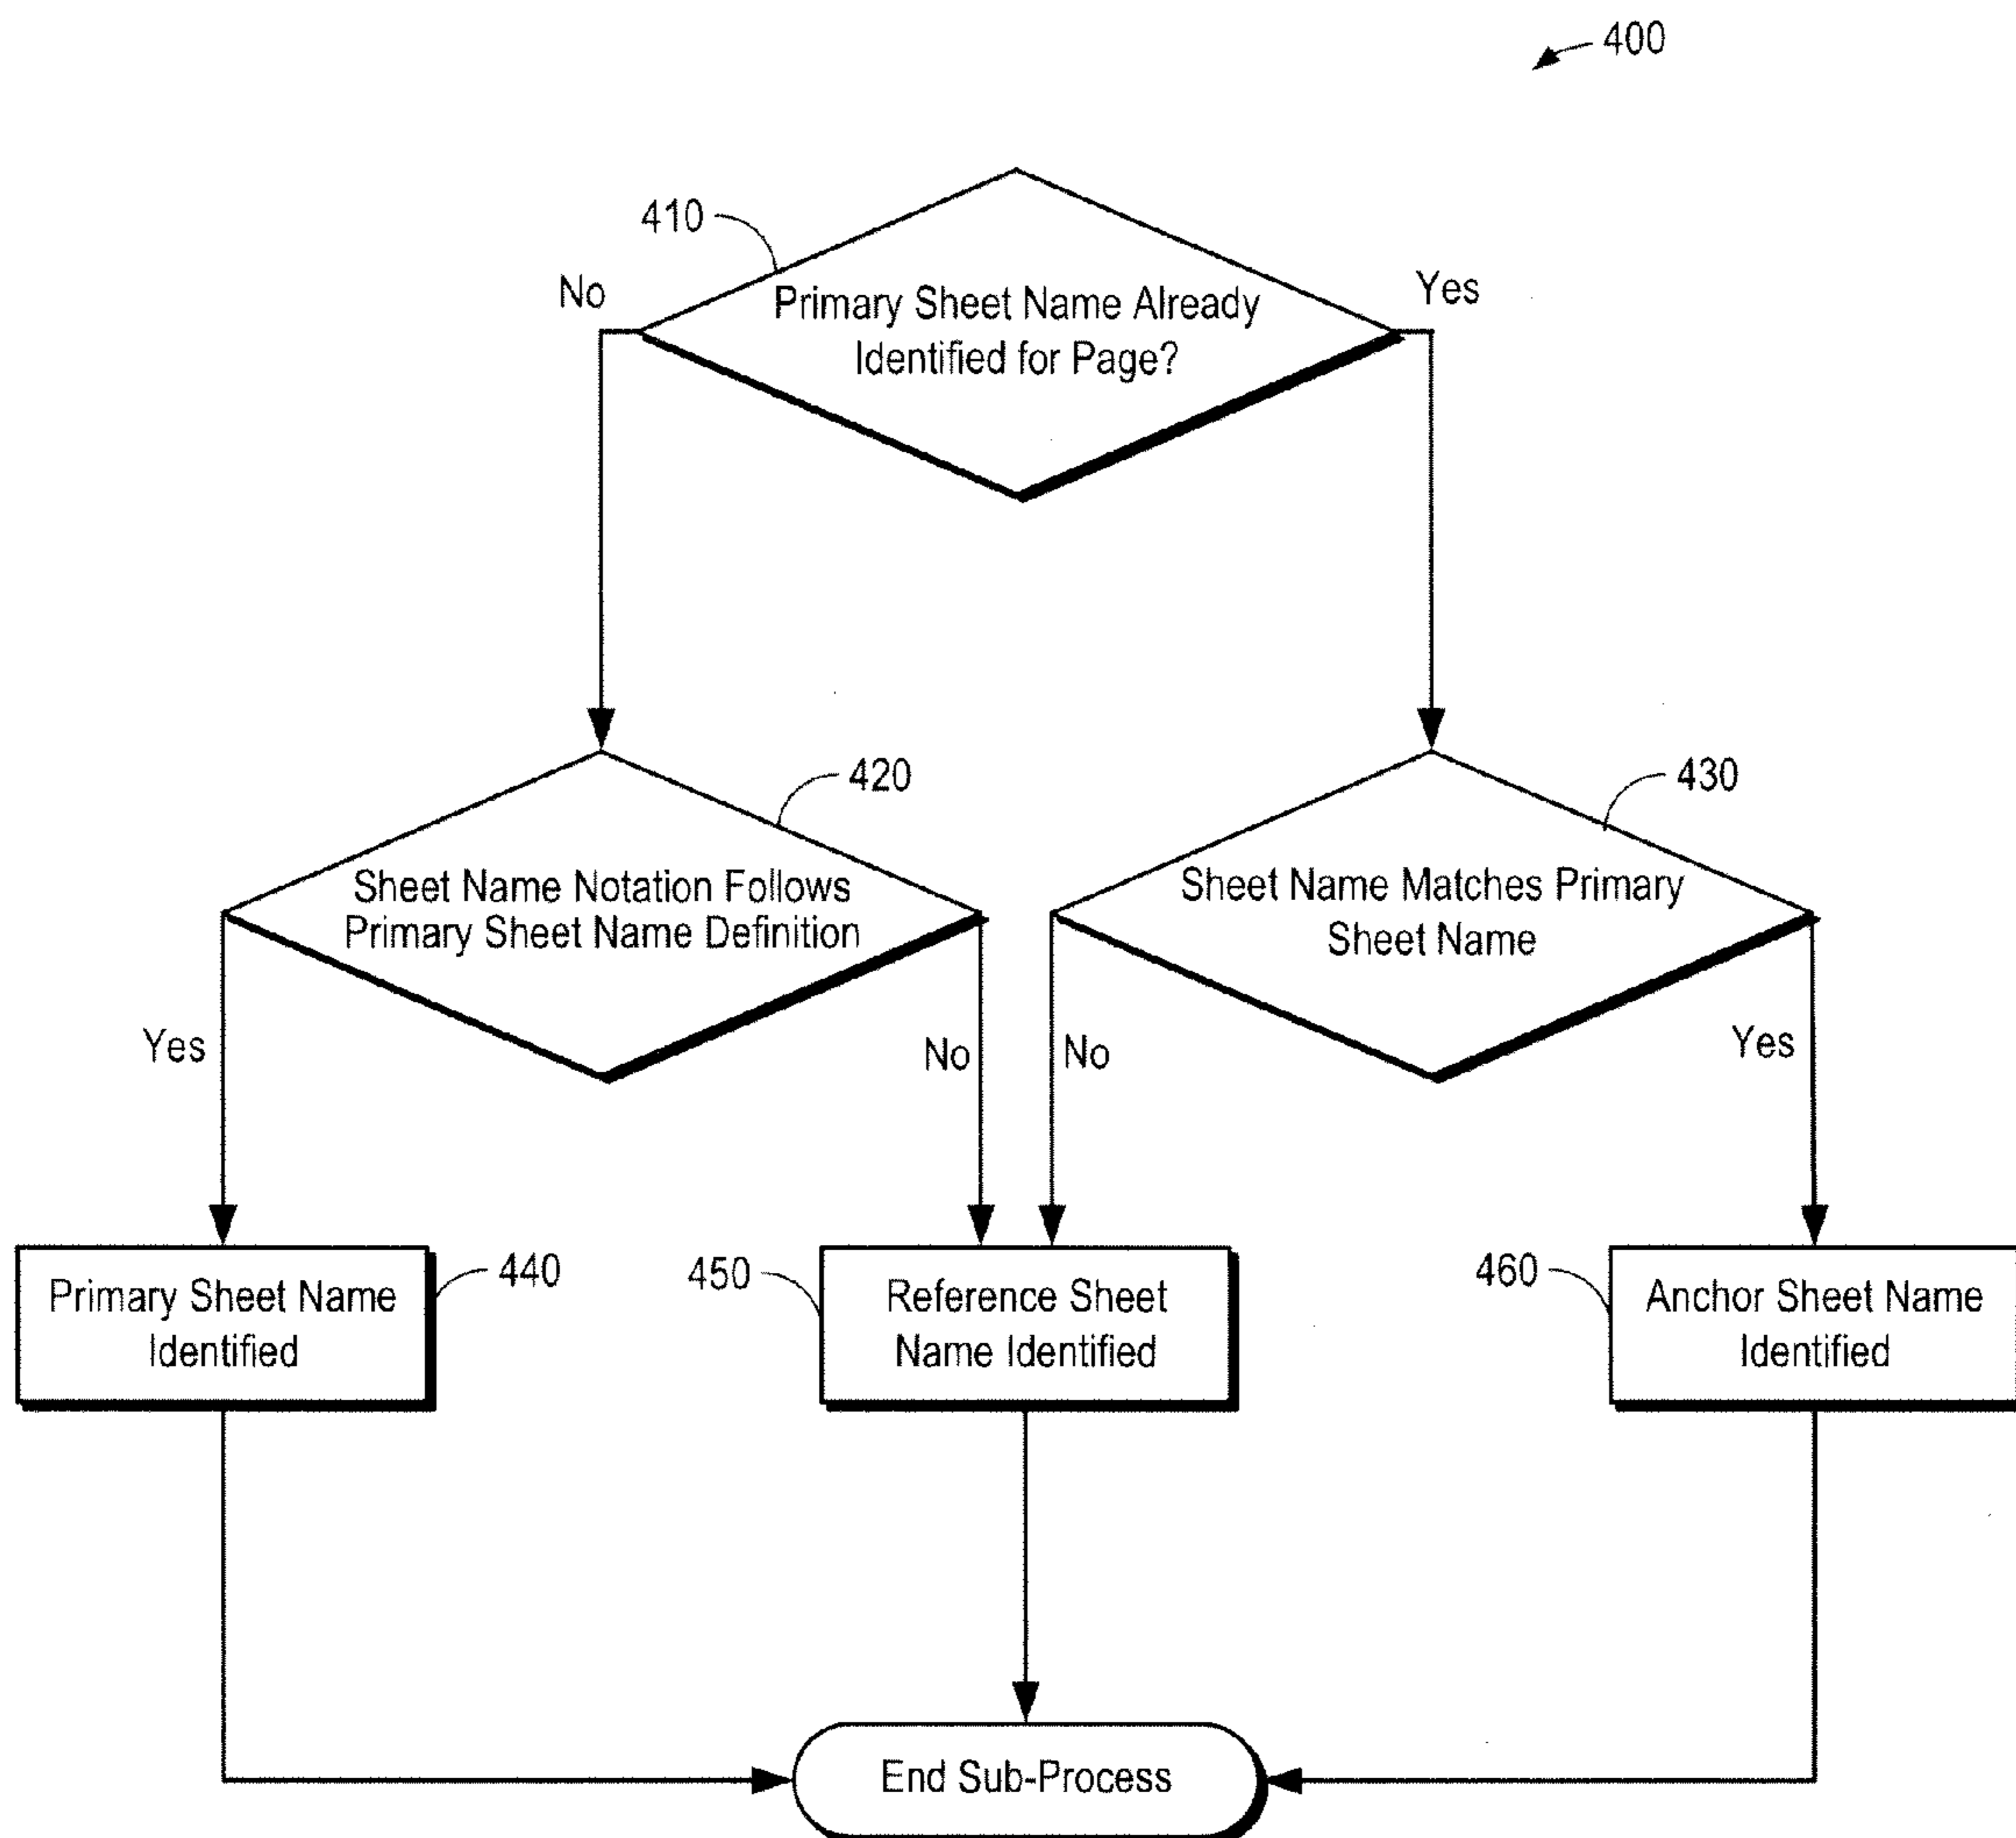 400
410
No
Yes
Primary Sheet Name Already
Identified for Page?
420
430
Sheet Name Notation Follows
Primary Sheet Name Definition
Sheet Name Matches Primary
Sheet Name
Yes
No
No
Yes
Primary Sheet Name
Identified
440
450
Reference Sheet
Name Identified
460
Anchor Sheet Name
Identified
End Sub-Process